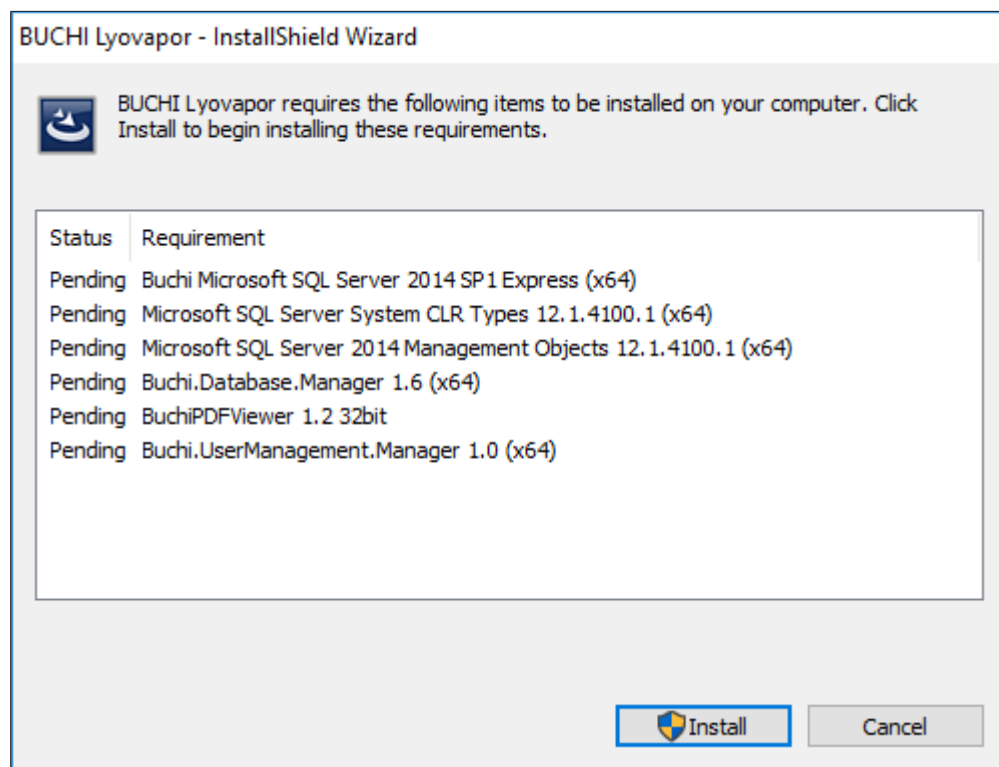 BUCHI Lyovapor - InstallShield Wizard
BUCHI Lyovapor requires the following items to be installed on your computer. Click
Install to begin installing these requirements.
Status Requirement
Pending Buchi Microsoft SQL Server 2014 SP1 Express (x64)
Pending Microsoft SQL Server System CLR Types 12.1.4100.1 (x64)
Pending Microsoft SQL Server 2014 Management Objects 12.1.4100.1 (x64)
Pending Buchi.Database.Manager 1.6 (x64)
Pending BuchiPDFViewer 1.2 32bit
Pending Buchi.UserManagement.Manager 1.0 (x64)
Install Cancel